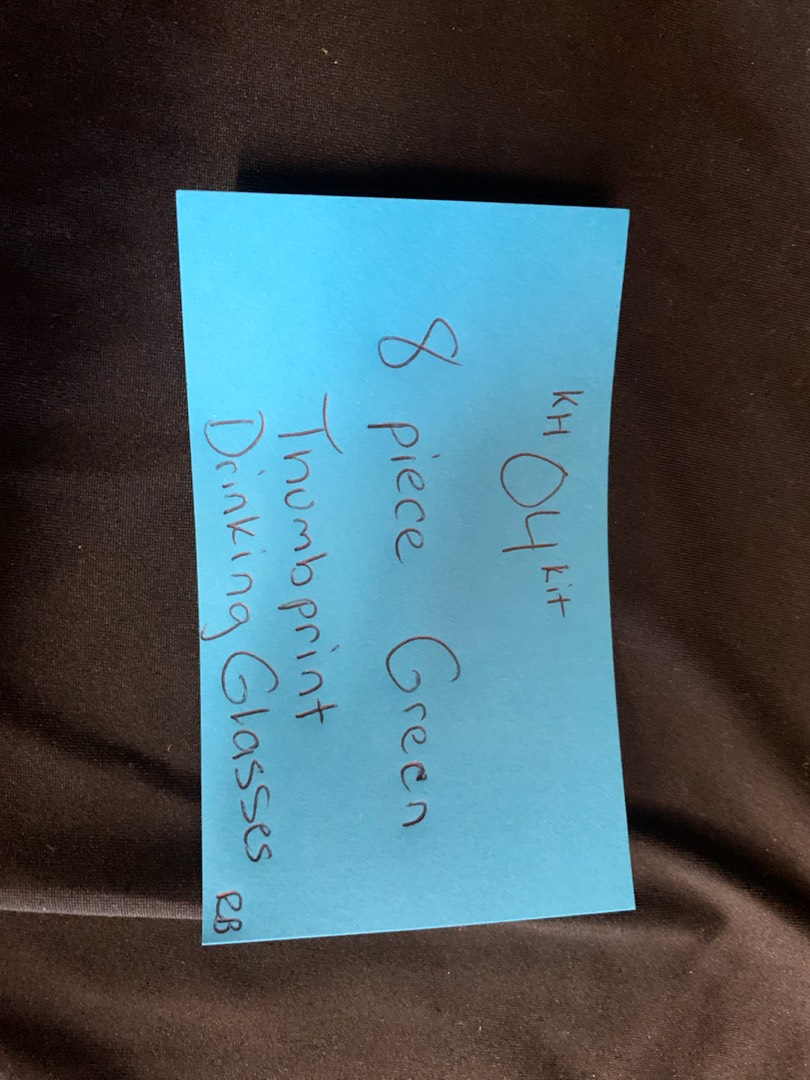 KH 04 kit
8 piece Green
Thumbprint
Drinking Glasses RB